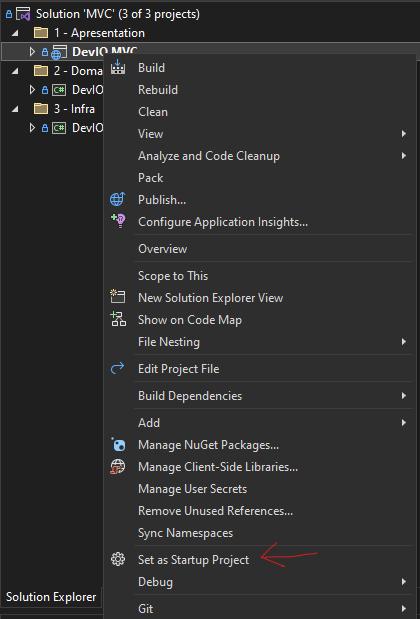 Solution 'MVC' (3 of 3 projects)
1 - Apresentation
DevIO.MVC
2 - Doma
DevIO
3 - Infra
DevIO
Build
Rebuild
Clean
View
Analyze and Code Cleanup
Pack
Publish...
Configure Application Insights...
Overview
Scope to This
New Solution Explorer View
Show on Code Map
File Nesting
Edit Project File
Build Dependencies
Add
Manage NuGet Packages...
Manage Client-Side Libraries...
Manage User Secrets
Remove Unused References...
Sync Namespaces
Set as Startup Project
Debug
Git
Solution Explorer